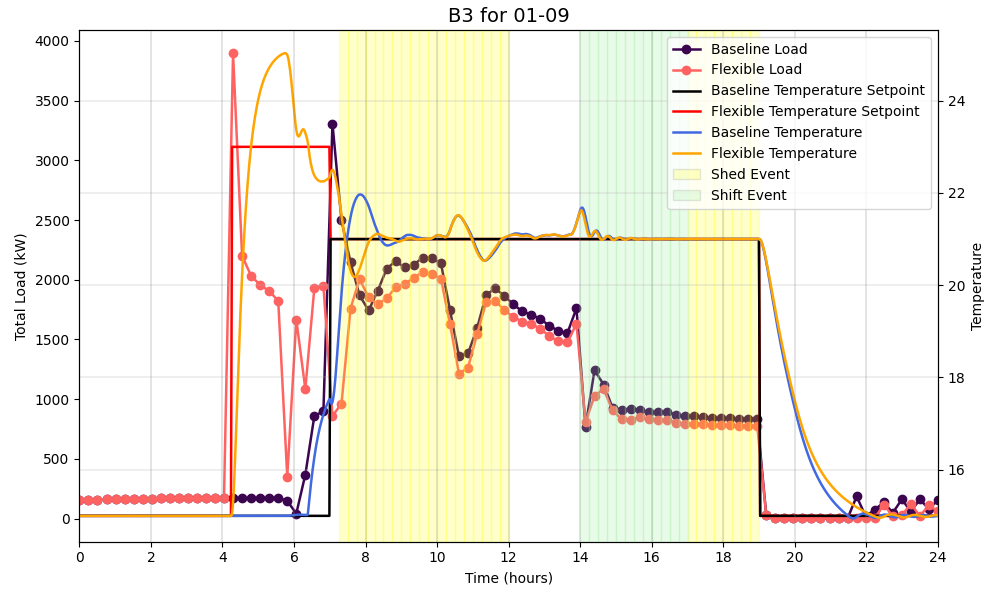 B3 for 01-09
Total Load (kW)
4000
3500
3000
2500
2000
1500
1000
500
0
Baseline Load
Flexible Load
Baseline Temperature Setpoint
Flexible Temperature Setpoint
Baseline Temperature
Flexible Temperature
Shed Event
Shift Event
24
22
20
18
16
Temperature
0 2 4 6 8 10 12 14 16 18 20 22 24
Time (hours)